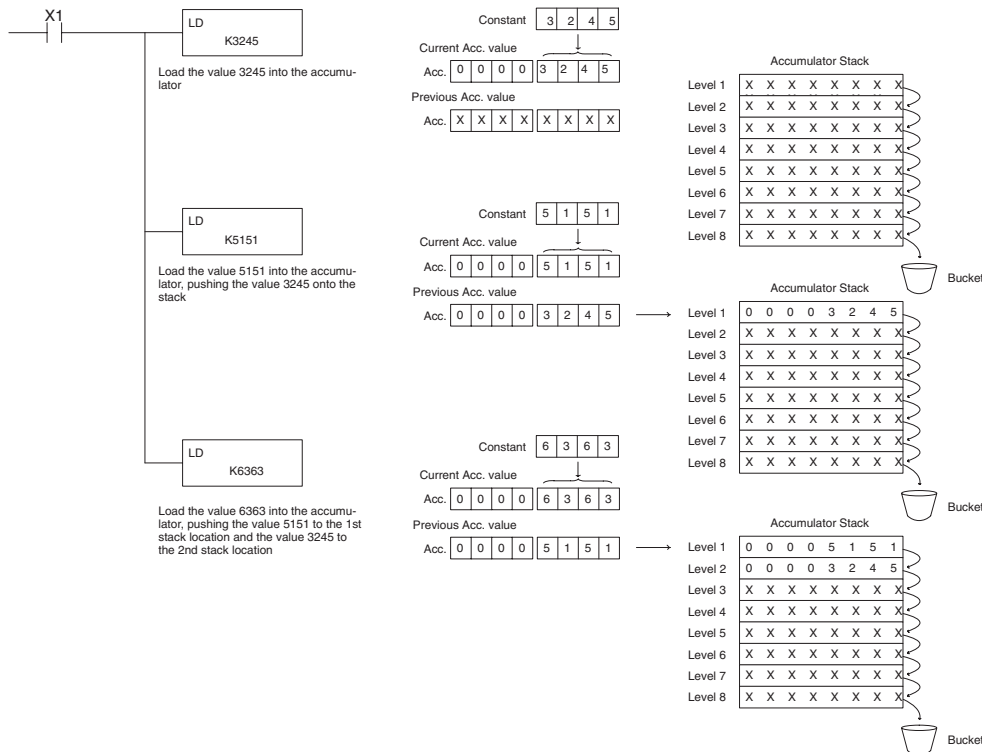 X1
LD
K3245
Load the value 3245 into the accumu-
lator
Constant 3 2 4 5
Current Acc. value
Acc. 0 0 0 0 3 2 4 5
Previous Acc. value
Acc. X X X X X X X X
Accumulator Stack
Level 1 X X X X X X X X
Level 2 X X X X X X X X
Level 3 X X X X X X X X
Level 4 X X X X X X X X
Level 5 X X X X X X X X
Level 6 X X X X X X X X
Level 7 X X X X X X X X
Level 8 X X X X X X X X
Bucket
LD
K5151
Load the value 5151 into the accumu-
lator, pushing the value 3245 onto the
stack
Constant 5 1 5 1
Current Acc. value
Acc. 0 0 0 0 5 1 5 1
Previous Acc. value
Acc. 0 0 0 0 3 2 4 5
Accumulator Stack
Level 1 0 0 0 0 3 2 4 5
Level 2 X X X X X X X X
Level 3 X X X X X X X X
Level 4 X X X X X X X X
Level 5 X X X X X X X X
Level 6 X X X X X X X X
Level 7 X X X X X X X X
Level 8 X X X X X X X X
Bucket
LD
K6363
Load the value 6363 into the accumu-
lator, pushing the value 5151 to the 1st
stack location and the value 3245 to
the 2nd stack location
Constant 6 3 6 3
Current Acc. value
Acc. 0 0 0 0 6 3 6 3
Previous Acc. value
Acc. 0 0 0 0 5 1 5 1
Accumulator Stack
Level 1 0 0 0 0 5 1 5 1
Level 2 0 0 0 0 3 2 4 5
Level 3 X X X X X X X X
Level 4 X X X X X X X X
Level 5 X X X X X X X X
Level 6 X X X X X X X X
Level 7 X X X X X X X X
Level 8 X X X X X X X X
Bucket